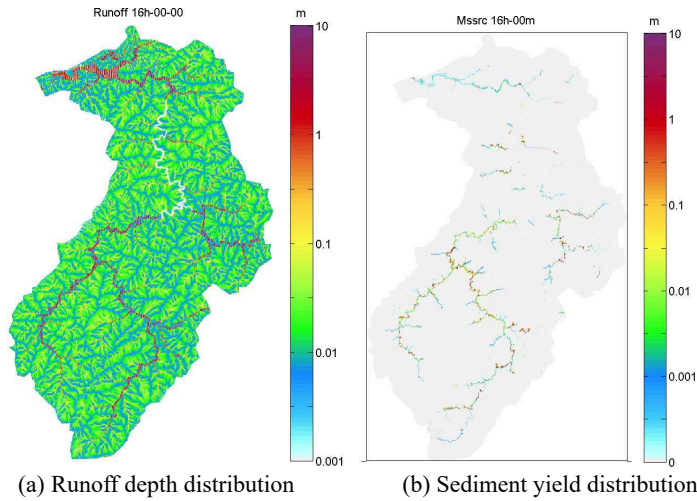 Runoff 16h-00-00
m
10
1
0.1
0.01
0.001
Mssrc 16h-00m
m
10
1
0.1
0.01
0.001
0
(a) Runoff depth distribution
(b) Sediment yield distribution